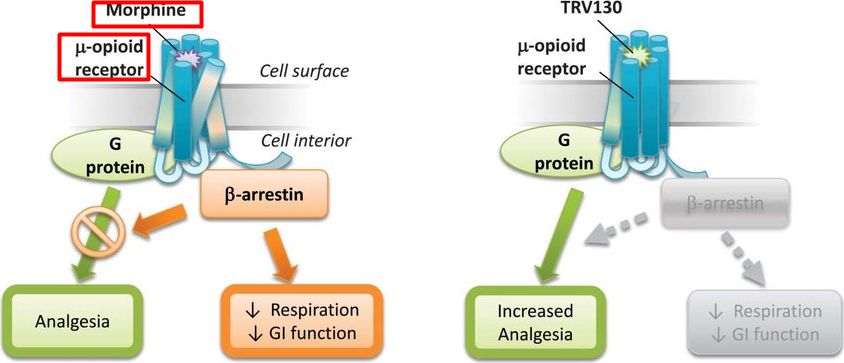 Morphine
μ-opioid
receptor
Cell surface
Cell interior
G
protein
β-arrestin
Analgesia
↓ Respiration
↓ GI function
TRV130
μ-opioid
receptor
G
protein
β-arrestin
Increased
Analgesia
↓ Respiration
↓ GI function